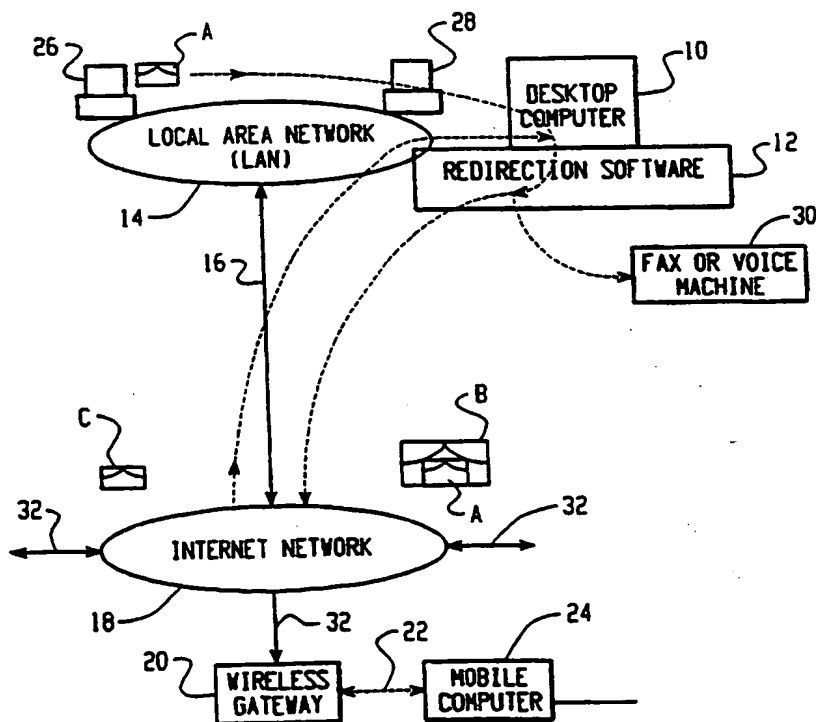 26
A
28
10
DESKTOP
COMPUTER
LOCAL AREA NETWORK
(LAN)
REDIRECTION SOFTWARE
12
14
30
16
FAX OR VOICE
MACHINE
C
B
A
32
32
INTERNET NETWORK
18
32
22
24
20
WIRELESS
GATEWAY
MOBILE
COMPUTER